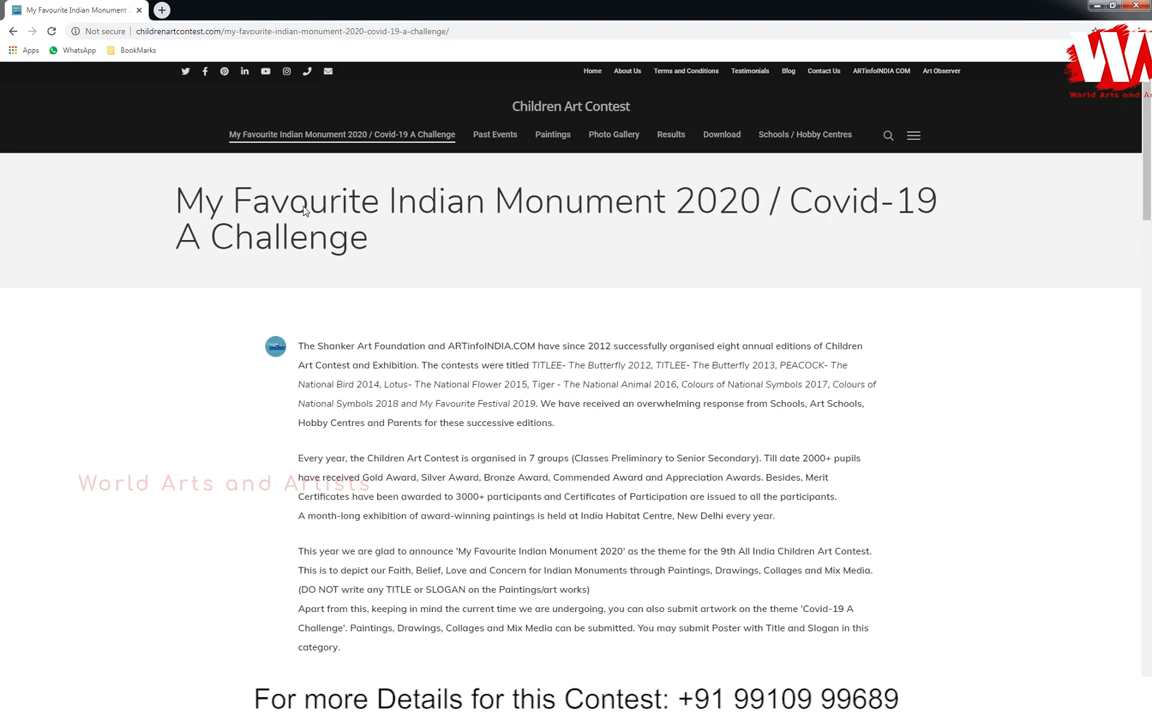 My Favourite Indian Monument
Not secure
childrenartcontest.com/my-favourite-indian-monument-2020-covid-19-a-challenge/
Apps WhatsApp BookMarks
Home About Us Terms and Conditions Testimonials Blog Contact Us ARTinfoINDIA COM Art Observer
Children Art Contest
My Favourite Indian Monument 2020 / Covid-19 A Challenge Past Events Paintings Photo Gallery Results Download Schools / Hobby Centres
My Favourite Indian Monument 2020 / Covid-19
A Challenge
The Shanker Art Foundation and ARTinfoINDIA.COM have since 2012 successfully organised eight annual editions of Children
Art Contest and Exhibition. The contests were titled TITLEE- The Butterfly 2012, TITLEE- The Butterfly 2013, PEACOCK- The
National Bird 2014, Lotus- The National Flower 2015, Tiger - The National Animal 2016, Colours of National Symbols 2017, Colours of
National Symbols 2018 and My Favourite Festival 2019. We have received an overwhelming response from Schools, Art Schools,
Hobby Centres and Parents for these successive editions.
Every year, the Children Art Contest is organised in 7 groups (Classes Preliminary to Senior Secondary). Till date 2000+ pupils
have received Gold Award, Silver Award, Bronze Award, Commended Award and Appreciation Awards. Besides, Merit
Certificates have been awarded to 3000+ participants and Certificates of Participation are issued to all the participants.
A month-long exhibition of award-winning paintings is held at India Habitat Centre, New Delhi every year.
This year we are glad to announce 'My Favourite Indian Monument 2020' as the theme for the 9th All India Children Art Contest.
This is to depict our Faith, Belief, Love and Concern for Indian Monuments through Paintings, Drawings, Collages and Mix Media.
(DO NOT write any TITLE or SLOGAN on the Paintings/art works)
Apart from this, keeping in mind the current time we are undergoing, you can also submit artwork on the theme 'Covid-19 A
Challenge'. Paintings, Drawings, Collages and Mix Media can be submitted. You may submit Poster with Title and Slogan in this
category.
World Arts and Artists
World Arts and Ar
For more Details for this Contest: +91 99109 99689